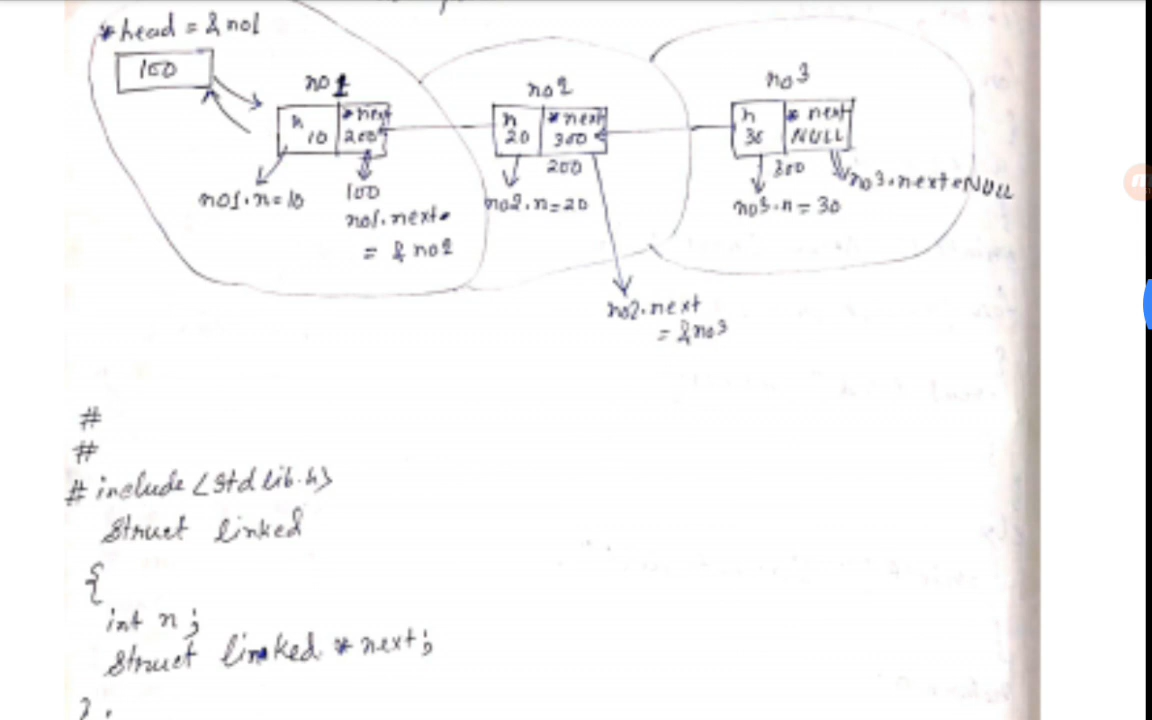 *head = &no1
100
no1
n
10
*next
200
no1.n=10
100
no1.next
= &no2
no2
n
20
*next
300
200
no2.n=20
no2.next
= &no3
no3
n
30
* next
NULL
300
no3.n = 30
no3.next=NULL
#
#
# include <stdlib.h>
struct linked
{
int n;
struct linked *next;
};